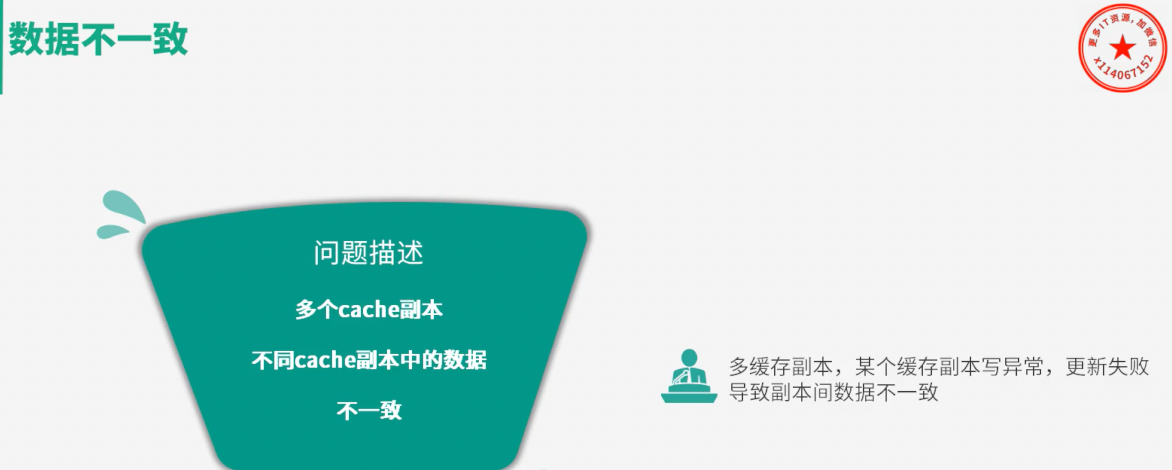 数据不一致
更多IT资源,加微信
x114067152
问题描述
多个cache副本
不同cache副本中的数据
不一致
多缓存副本，某个缓存副本写异常，更新失败
导致副本间数据不一致